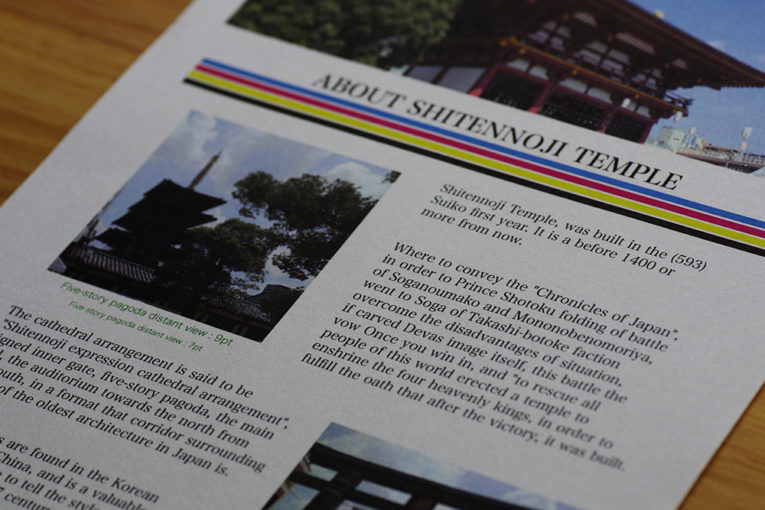 ABOUT SHITENNOJI TEMPLE
Five-story pagoda distant view : 9pt
Five-story pagoda distant view : 7pt
The cathedral arrangement is said to be
"Shitennoji expression cathedral arrangement",
igned inner gate, five-story pagoda, the main
, the auditorium towards the north from
outh, in a format that corridor surrounding
of the oldest architecture in Japan is.
s are found in the Korean
China, and is a valuable
to tell the style
7 century
Shitennoji Temple, was built in the (593)
Suiko first year. It is a before 1400 or
more from now.
Where to convey the "Chronicles of Japan",
in order to Prince Shotoku folding of battle
of Soganoumako and Mononobenomoriya,
went to Soga of Takashi-botoke faction
overcome the disadvantages of situation,
if carved Devas image itself, this battle the
vow Once you win in, and "to rescue all
people of this world erected a temple to
enshrine the four heavenly kings, in order to
fulfill the oath that after the victory, it was built.